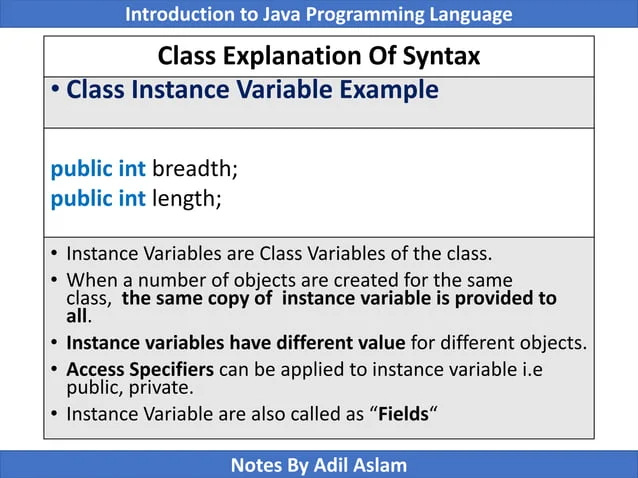 Introduction to Java Programming Language
Class Explanation Of Syntax
• Class Instance Variable Example
public int breadth;
public int length;
• Instance Variables are Class Variables of the class.
• When a number of objects are created for the same
class,  the same copy of  instance variable is provided to
all.
• Instance variables have different value for different objects.
• Access Specifiers can be applied to instance variable i.e
public, private.
• Instance Variable are also called as “Fields“
Notes By Adil Aslam